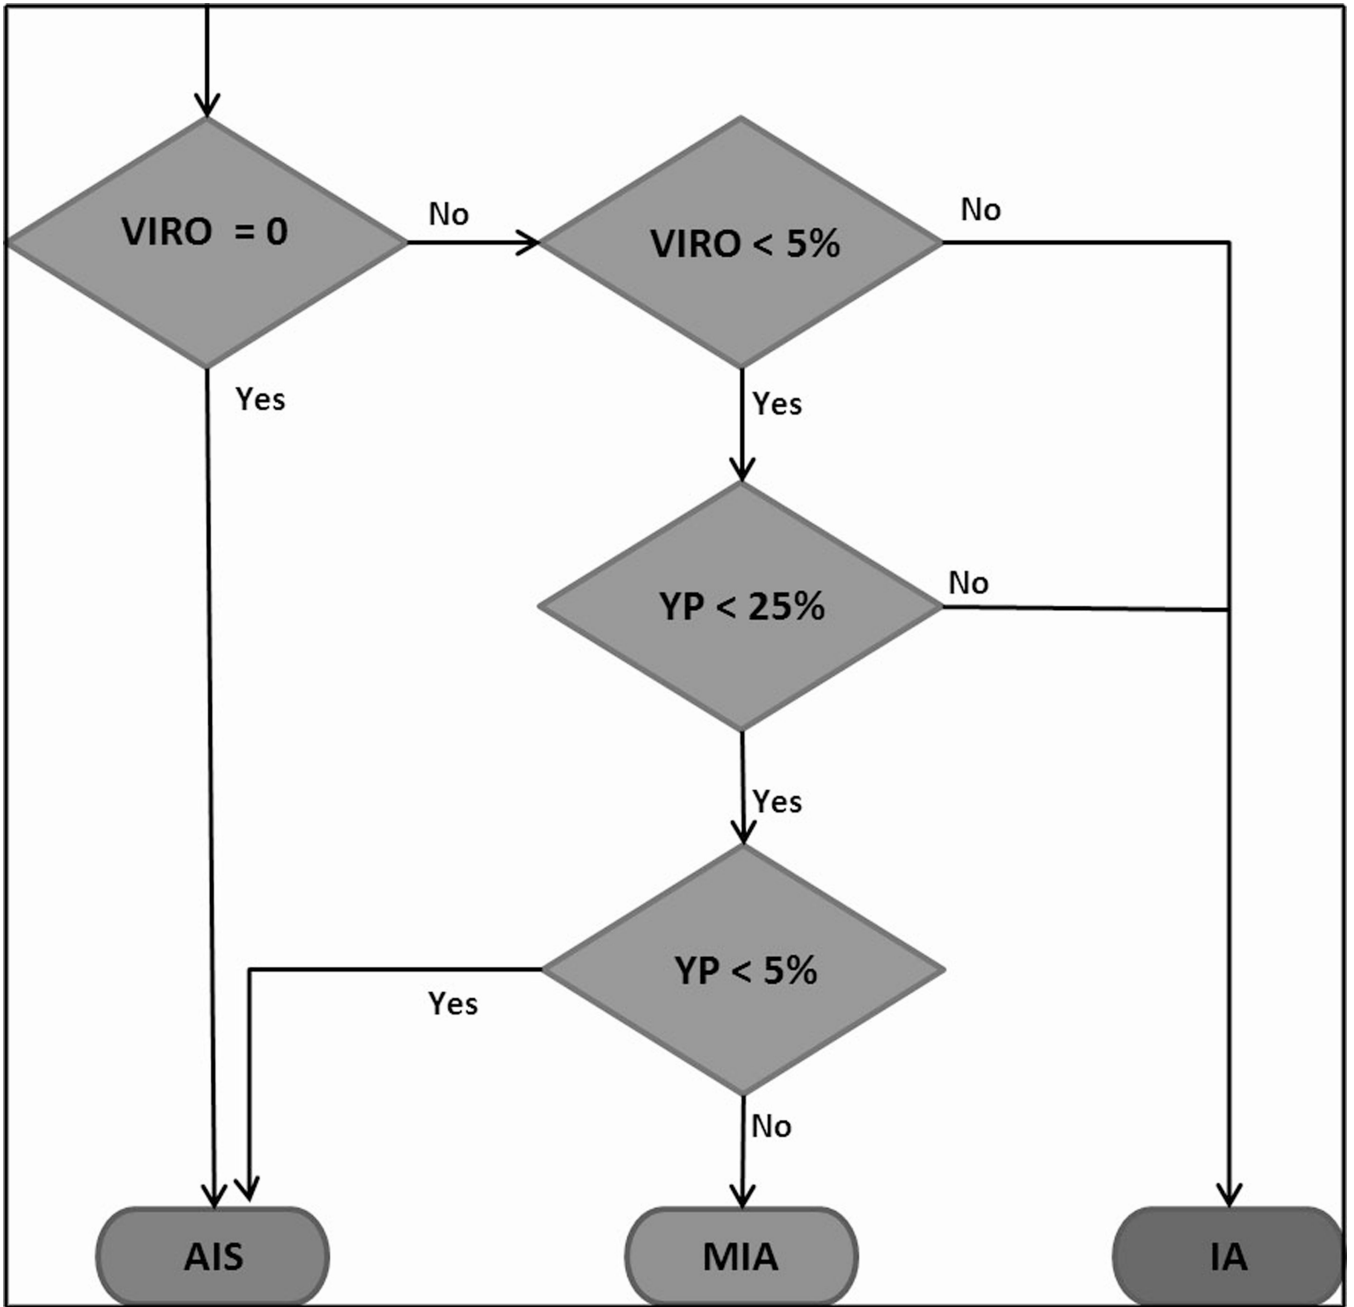 VIRO = 0
No
VIRO < 5%
No
Yes
Yes
YP < 25%
No
Yes
YP < 5%
Yes
No
AIS
MIA
IA